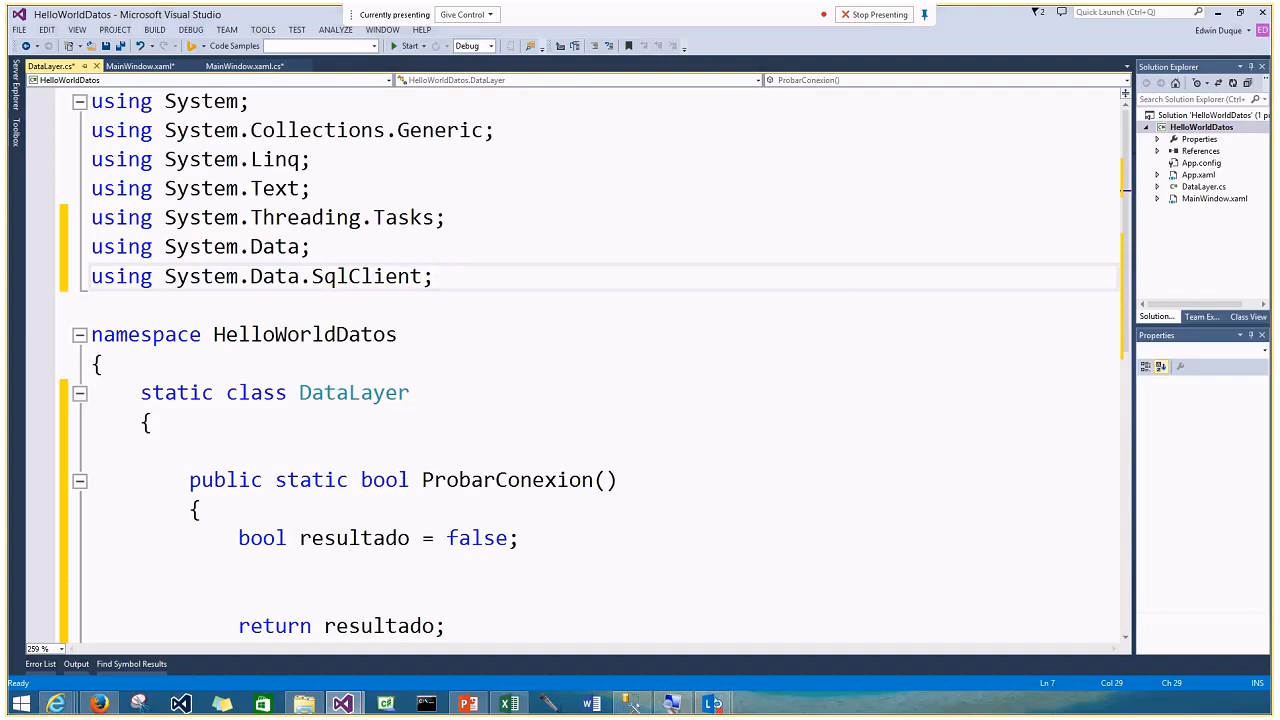 HelloWorldDatos - Microsoft Visual Studio
Currently presenting
Give Control
Stop Presenting
2
Quick Launch (Ctrl+Q)
FILE EDIT VIEW PROJECT BUILD DEBUG TEAM TOOLS TEST ANALYZE WINDOW HELP
Edwin Duque
ED
Code Samples
Start
Debug
DataLayer.cs*
MainWindow.xaml*
MainWindow.xaml.cs*
HelloWorldDatos
HelloWorldDatos.DataLayer
ProbarConexion()
Server Explorer
Toolbox
using System;
using System.Collections.Generic;
using System.Linq;
using System.Text;
using System.Threading.Tasks;
using System.Data;
using System.Data.SqlClient;
namespace HelloWorldDatos
{
static class DataLayer
{
public static bool ProbarConexion()
{
bool resultado = false;
return resultado;
259 %
Solution Explorer
Search Solution Explorer (Ctrl+
Solution 'HelloWorldDatos' (1 p
HelloWorldDatos
Properties
References
App.config
App.xaml
DataLayer.cs
MainWindow.xaml
Solution... Team Ex... Class View
Properties
Error List Output Find Symbol Results
Ready
Ln 7
Col 29
Ch 29
INS